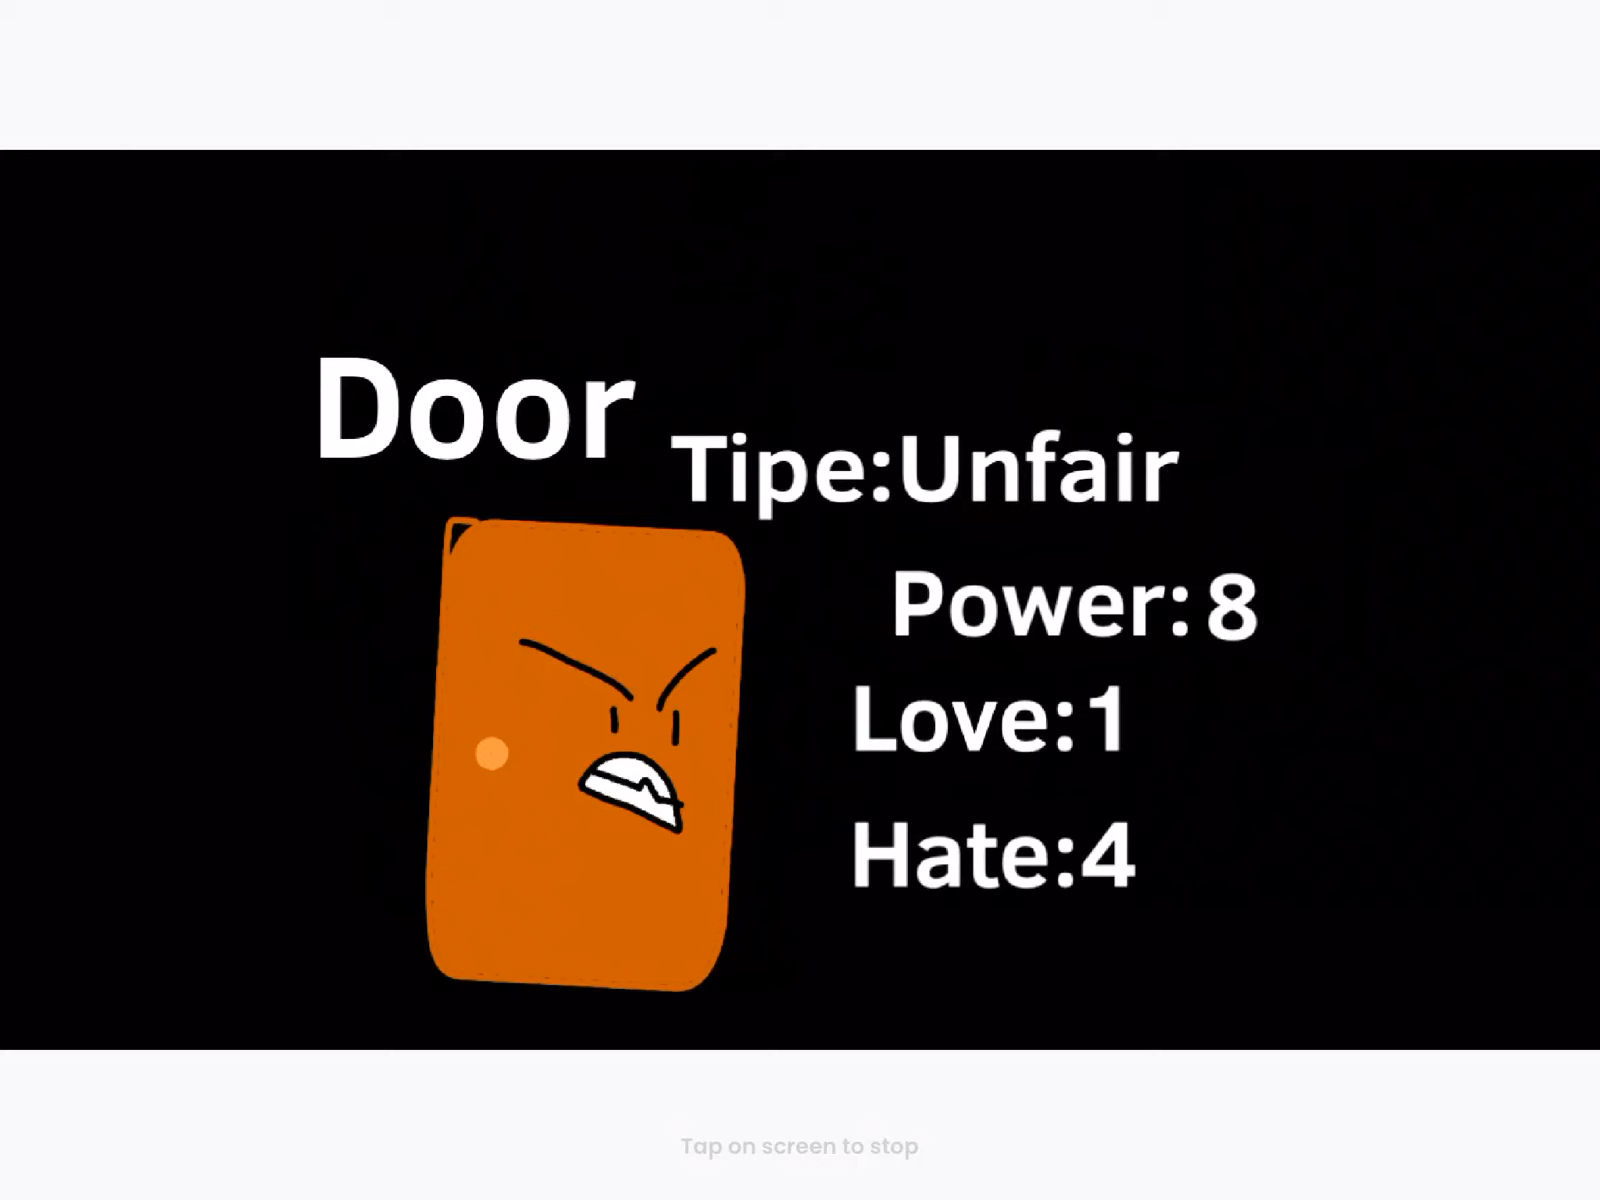 Door
Tipe:Unfair
Power: 8
Love:1
Hate:4
Tap on screen to stop